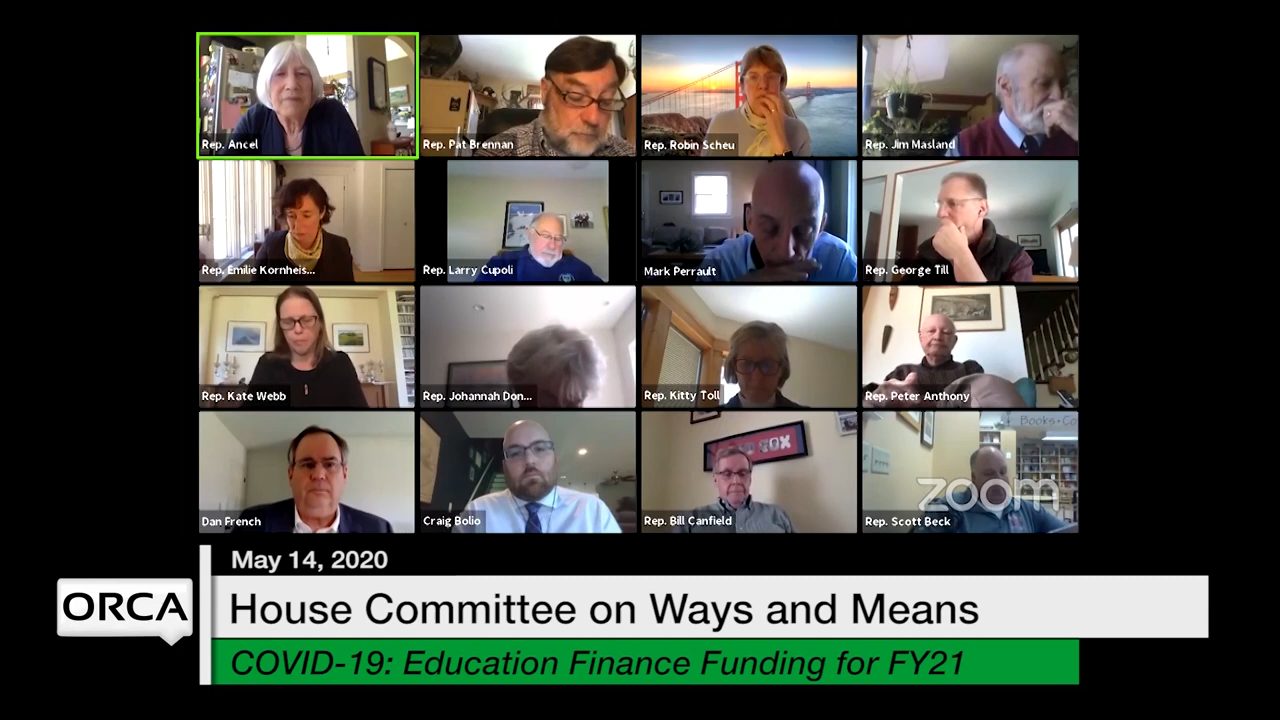 Rep. Ancel
Rep. Pat Brennan
Rep. Robin Scheu
Rep. Jim Masland
Rep. Emilie Kornheis...
Rep. Larry Cupoli
Mark Perrault
Rep. George Till
Rep. Kate Webb
Rep. Johannah Don...
Rep. Kitty Toll
Rep. Peter Anthony
SOX
Books•Co
zoom
Dan French
Craig Bolio
Rep. Bill Canfield
Rep. Scott Beck
May 14, 2020
ORCA
House Committee on Ways and Means
COVID-19: Education Finance Funding for FY21